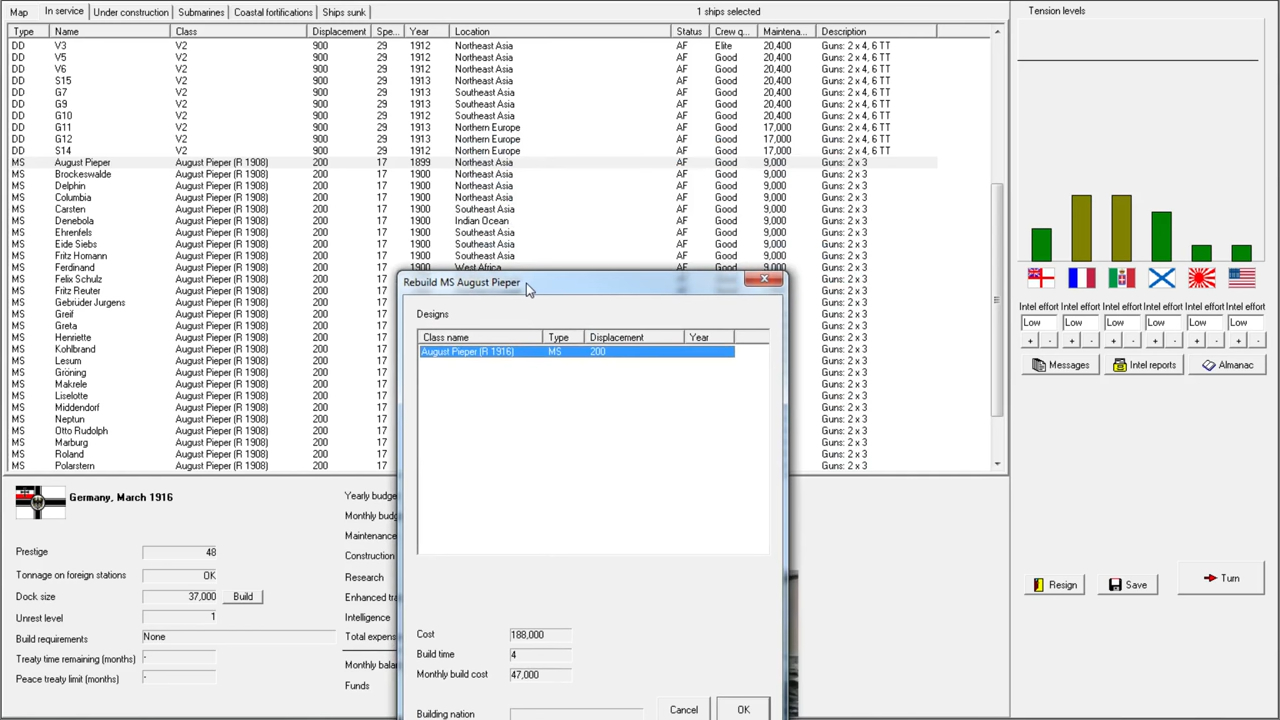 Map In service Under construction Submarines Coastal fortifications Ships sunk 1 ships selected Tension levels
Type Name Class Displacement Spe... Year Location Status Crew q... Maintena... Description
DD V3 V2 900 29 1912 Northeast Asia AF Elite 20,400 Guns: 2 x 4, 6 TT
DD V5 V2 900 29 1912 Northeast Asia AF Good 20,400 Guns: 2 x 4, 6 TT
DD V6 V2 900 29 1912 Northeast Asia AF Good 20,400 Guns: 2 x 4, 6 TT
DD S15 V2 900 29 1913 Northeast Asia AF Good 20,400 Guns: 2 x 4, 6 TT
DD G7 V2 900 29 1913 Southeast Asia AF Good 20,400 Guns: 2 x 4, 6 TT
DD G9 V2 900 29 1913 Southeast Asia AF Good 20,400 Guns: 2 x 4, 6 TT
DD G10 V2 900 29 1913 Southeast Asia AF Good 20,400 Guns: 2 x 4, 6 TT
DD G11 V2 900 29 1913 Northern Europe AF Good 17,000 Guns: 2 x 4, 6 TT
DD G12 V2 900 29 1913 Northern Europe AF Good 17,000 Guns: 2 x 4, 6 TT
DD S14 V2 900 29 1913 Northern Europe AF Good 17,000 Guns: 2 x 4, 6 TT
MS August Pieper August Pieper (R 1908) 200 17 1899 Northeast Asia AF Good 9,000 Guns: 2 x 3
MS Brockeswalde August Pieper (R 1908) 200 17 1900 Northeast Asia AF Good 9,000 Guns: 2 x 3
MS Delphin August Pieper (R 1908) 200 17 1900 Northeast Asia AF Good 9,000 Guns: 2 x 3
MS Columbia August Pieper (R 1908) 200 17 1900 Northeast Asia AF Good 9,000 Guns: 2 x 3
MS Carsten August Pieper (R 1908) 200 17 1900 Southeast Asia AF Good 9,000 Guns: 2 x 3
MS Denebola August Pieper (R 1908) 200 17 1900 Indian Ocean AF Good 9,000 Guns: 2 x 3
MS Ehrenfels August Pieper (R 1908) 200 17 1900 Southeast Asia AF Good 9,000 Guns: 2 x 3
MS Eide Siebs August Pieper (R 1908) 200 17 1900 Southeast Asia AF Good 9,000 Guns: 2 x 3
MS Fritz Homann August Pieper (R 1908) 200 17 1900 Southeast Asia AF Good 9,000 Guns: 2 x 3
MS Ferdinand August Pieper (R 1908) 200 17 1900 West Africa AF Good 9,000 Guns: 2 x 3
MS Felix Schulz August Pieper (R 1908) 200 17 Guns: 2 x 3
MS Fritz Reuter August Pieper (R 1908) 200 17 Guns: 2 x 3
MS Gebrüder Jurgens August Pieper (R 1908) 200 17 Guns: 2 x 3
MS Greif August Pieper (R 1908) 200 17 Guns: 2 x 3
MS Greta August Pieper (R 1908) 200 17 Guns: 2 x 3
MS Henriette August Pieper (R 1908) 200 17 Guns: 2 x 3
MS Kohlbrand August Pieper (R 1908) 200 17 Guns: 2 x 3
MS Lesum August Pieper (R 1908) 200 17 Guns: 2 x 3
MS Gröning August Pieper (R 1908) 200 17 Guns: 2 x 3
MS Makrele August Pieper (R 1908) 200 17 Guns: 2 x 3
MS Liselotte August Pieper (R 1908) 200 17 Guns: 2 x 3
MS Middendorf August Pieper (R 1908) 200 17 Guns: 2 x 3
MS Neptun August Pieper (R 1908) 200 17 Guns: 2 x 3
MS Otto Rudolph August Pieper (R 1908) 200 17 Guns: 2 x 3
MS Marburg August Pieper (R 1908) 200 17 Guns: 2 x 3
MS Roland August Pieper (R 1908) 200 17 Guns: 2 x 3
MS Polarstern August Pieper (R 1908) 200 17 Guns: 2 x 3
Rebuild MS August Pieper
Designs
Class name Type Displacement Year
August Pieper (R 1916) MS 200
Cost 188,000
Build time 4
Monthly build cost 47,000
Building nation
Cancel OK
Intel effort Intel effort Intel effort Intel effort Intel effort Intel effort
Low Low Low Low Low Low
+ - + - + - + - + - + -
Messages Intel reports Almanac
Germany, March 1916
Prestige 48
Tonnage on foreign stations OK
Dock size 37,000 Build
Unrest level 1
Build requirements None
Treaty time remaining (months) -
Peace treaty limit (months) -
Yearly budge
Monthly budg
Maintenance
Construction
Research
Enhanced tra
Intelligence
Total expens
Monthly bala
Funds
Resign Save Turn